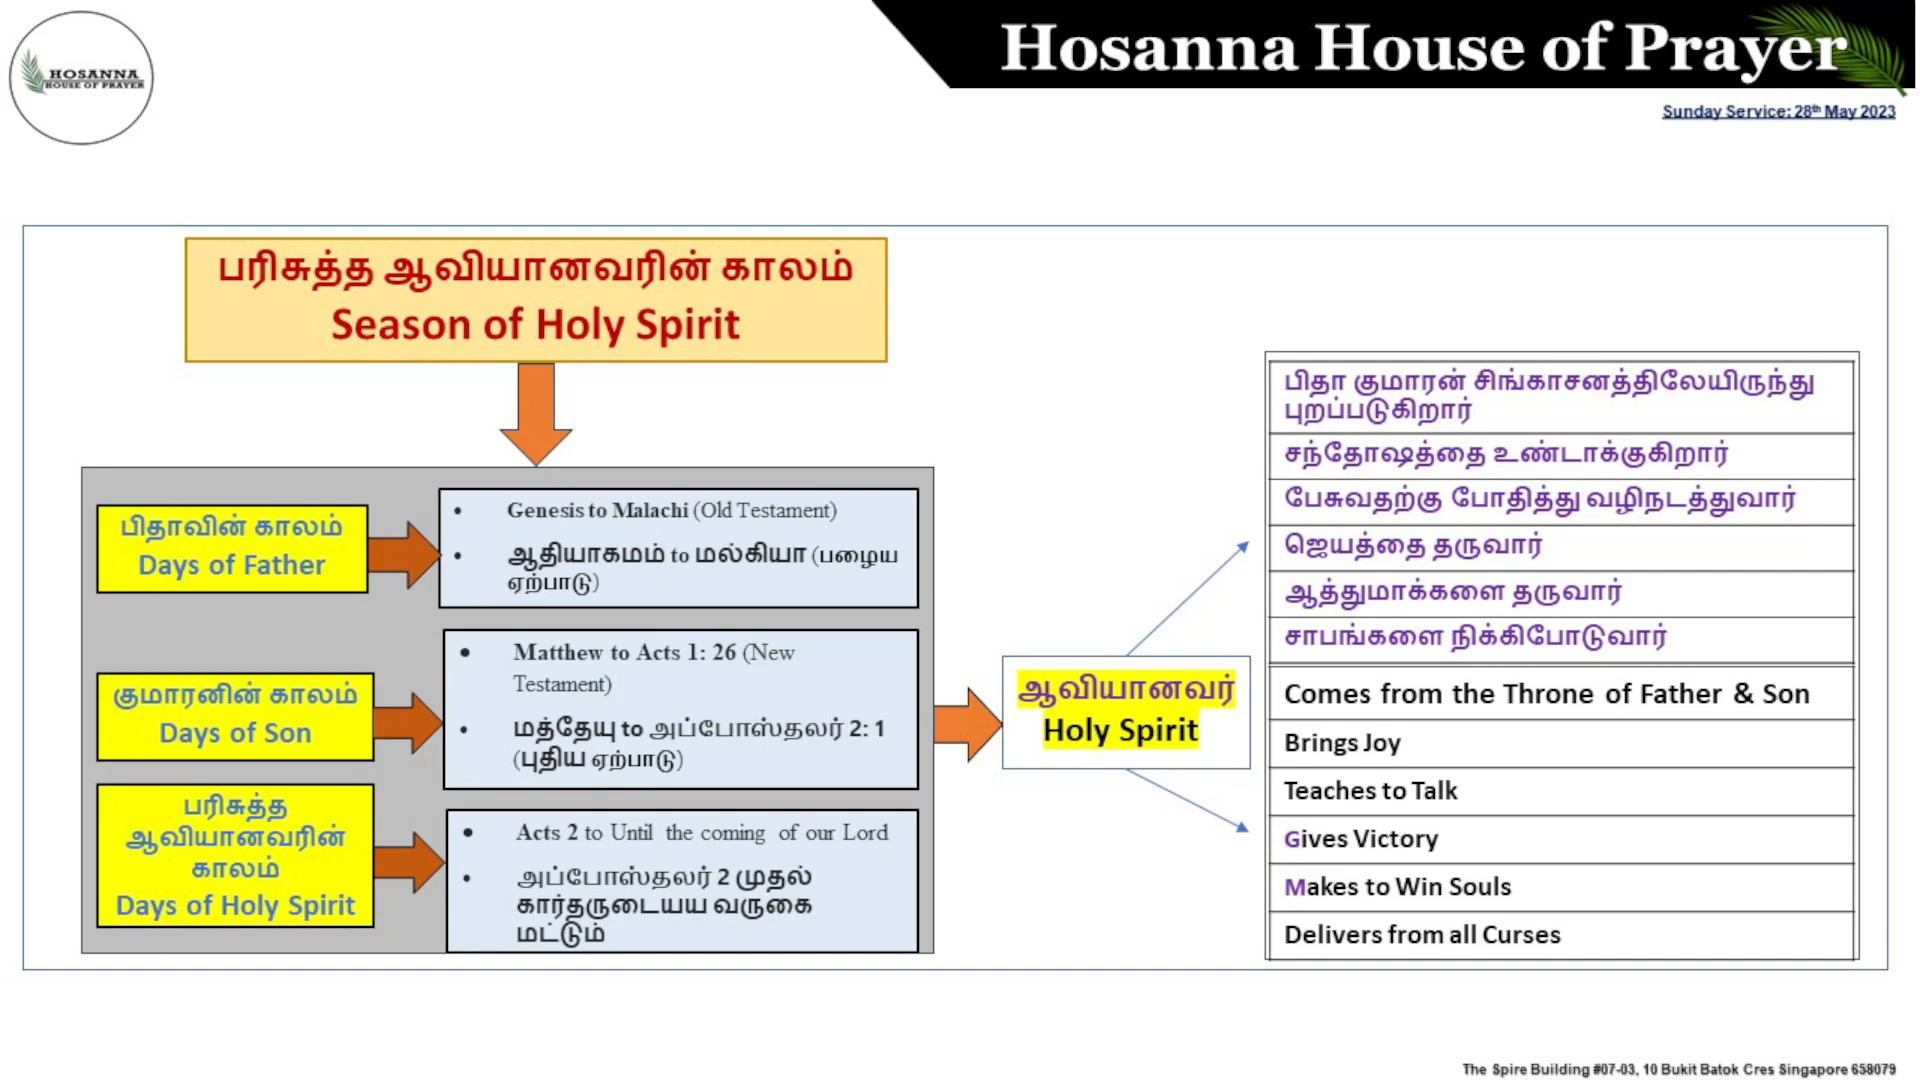 HOSANNA
HOUSE OF PRAYER
Hosanna House of Prayer
Sunday Service: 28th May 2023
பரிசுத்த ஆவியானவரின் காலம்
Season of Holy Spirit
பிதாவின் காலம்
Days of Father
• Genesis to Malachi (Old Testament)
• ஆதியாகமம் to மல்கியா (பழைய
ஏற்பாடு)
குமாரனின் காலம்
Days of Son
• Matthew to Acts 1: 26 (New
Testament)
• மத்தேயு to அப்போஸ்தலர் 2: 1
(புதிய ஏற்பாடு)
பரிசுத்த
ஆவியானவரின்
காலம்
Days of Holy Spirit
• Acts 2 to Until the coming of our Lord
• அப்போஸ்தலர் 2 முதல்
கார்தருடையய வருகை
மட்டும்
ஆவியானவர்
Holy Spirit
பிதா குமாரன் சிங்காசனத்திலேயிருந்து
புறப்படுகிறார்
சந்தோஷத்தை உண்டாக்குகிறார்
பேசுவதற்கு போதித்து வழிநடத்துவார்
ஜெயத்தை தருவார்
ஆத்துமாக்களை தருவார்
சாபங்களை நிக்கிபோடுவார்
Comes from the Throne of Father & Son
Brings Joy
Teaches to Talk
Gives Victory
Makes to Win Souls
Delivers from all Curses
The Spire Building #07-03, 10 Bukit Batok Cres Singapore 658079